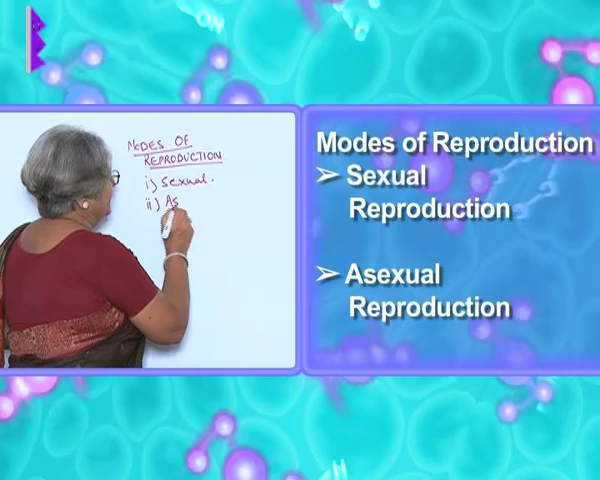 MODES OF
REPRODUCTION
i) Sexual.
ii) As
Modes of Reproduction
➢ Sexual
Reproduction
➢ Asexual
Reproduction